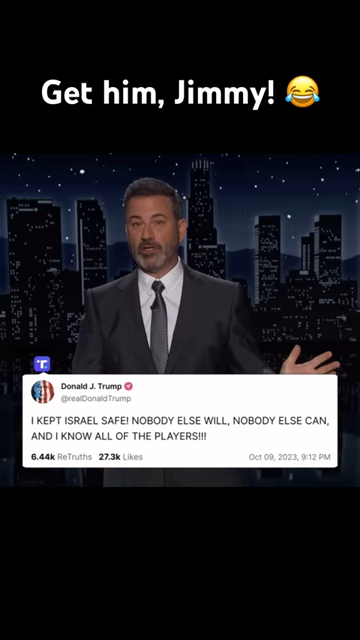 Get him, Jimmy! 😂
T
Donald J. Trump
@realDonaldTrump
I KEPT ISRAEL SAFE! NOBODY ELSE WILL, NOBODY ELSE CAN,
AND I KNOW ALL OF THE PLAYERS!!!
6.44k ReTruths 27.3k Likes Oct 09, 2023, 9:12 PM